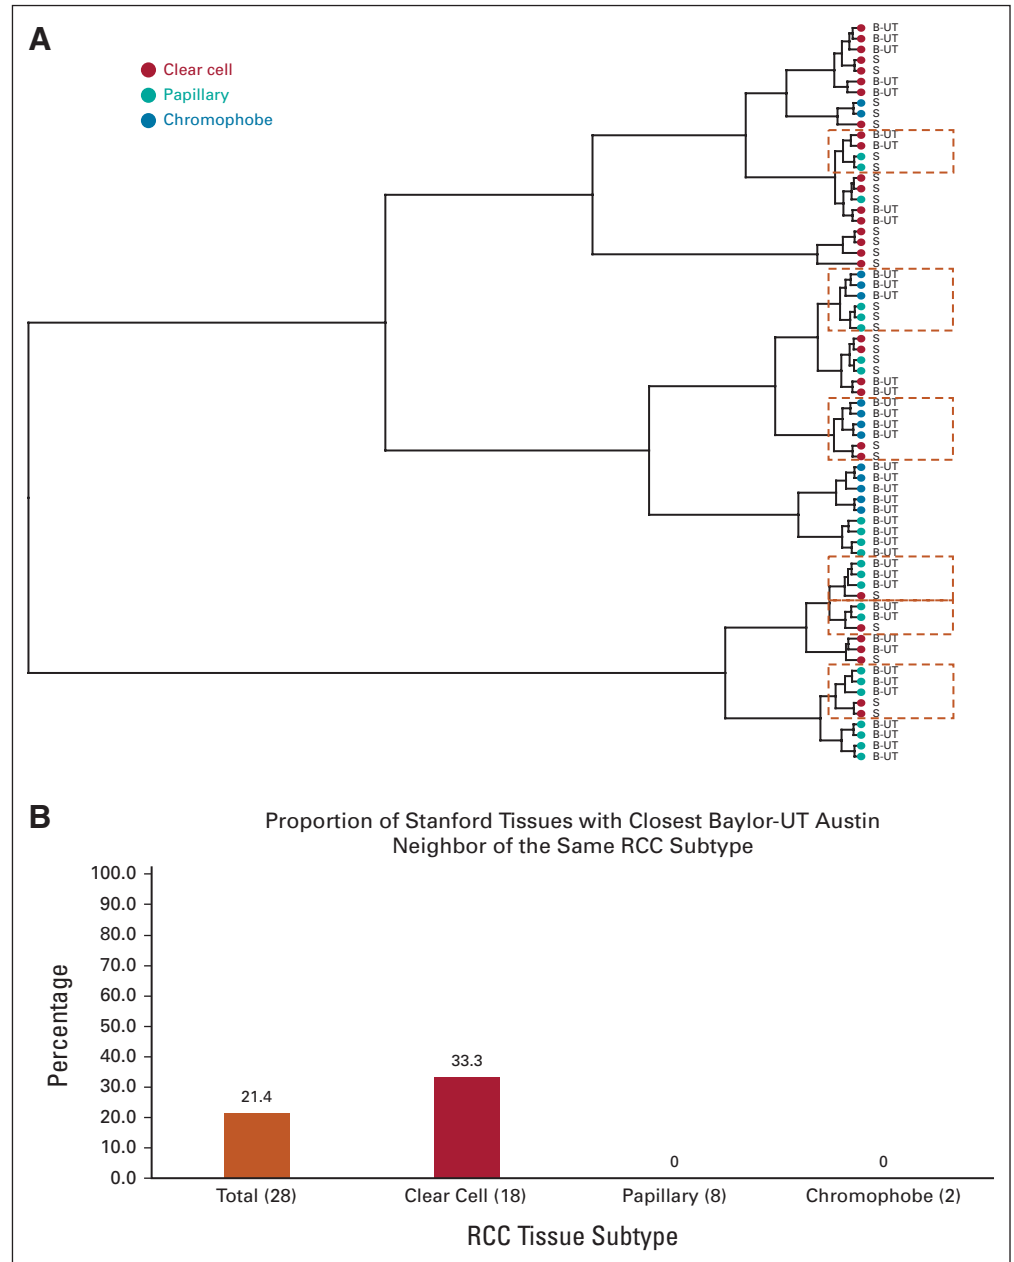 A
Clear cell
Papillary
Chromophobe
B-UT
B-UT
B-UT
S
S
B-UT
B-UT
S
S
S
B-UT
B-UT
S
S
S
S
S
B-UT
B-UT
S
S
S
S
B-UT
B-UT
B-UT
S
S
S
S
S
S
S
B-UT
B-UT
B-UT
B-UT
B-UT
B-UT
S
S
B-UT
B-UT
B-UT
B-UT
B-UT
B-UT
B-UT
B-UT
B-UT
B-UT
B-UT
B-UT
S
B-UT
B-UT
S
B-UT
B-UT
S
B-UT
B-UT
B-UT
S
S
B-UT
B-UT
B-UT
B-UT
B
Proportion of Stanford Tissues with Closest Baylor-UT Austin
Neighbor of the Same RCC Subtype
Percentage
100.0
90.0
80.0
70.0
60.0
50.0
40.0
30.0
20.0
10.0
0.0
21.4
33.3
0
0
Total (28)
Clear Cell (18)
Papillary (8)
Chromophobe (2)
RCC Tissue Subtype